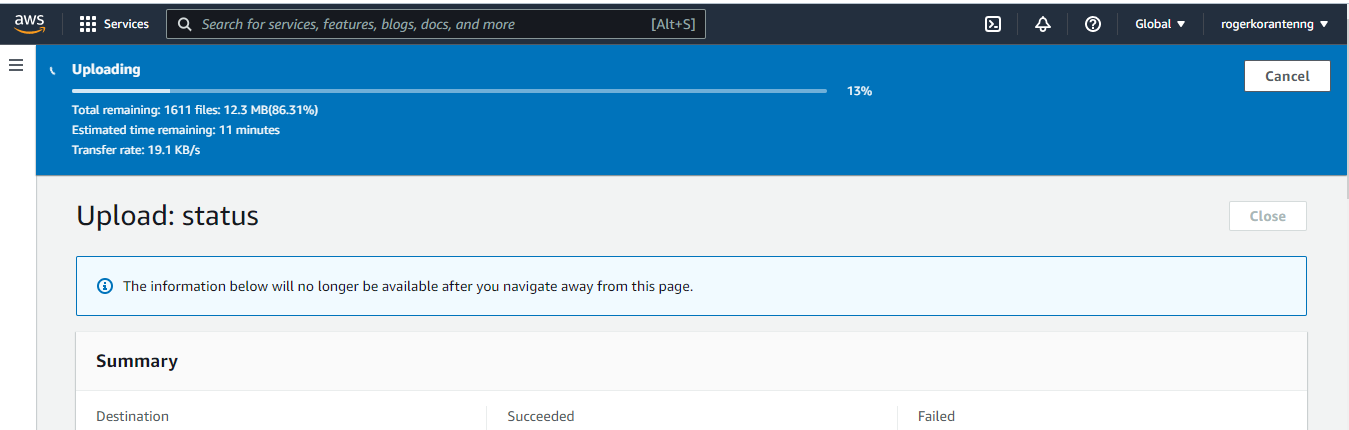 aws Services Search for services, features, blogs, docs, and more [Alt+S] Global rogerkorantenng
Uploading
Cancel
13%
Total remaining: 1611 files: 12.3 MB(86.31%)
Estimated time remaining: 11 minutes
Transfer rate: 19.1 KB/s
Upload: status
Close
The information below will no longer be available after you navigate away from this page.
Summary
Destination Succeeded Failed